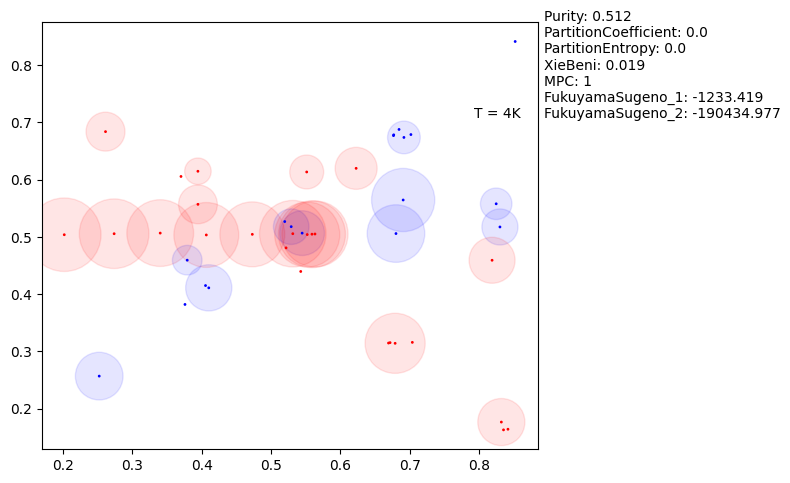 Purity: 0.512
PartitionCoefficient: 0.0
PartitionEntropy: 0.0
XieBeni: 0.019
MPC: 1
FukuyamaSugeno_1: -1233.419
FukuyamaSugeno_2: -190434.977
T = 4K
0.8
0.7
0.6
0.5
0.4
0.3
0.2
0.2 0.3 0.4 0.5 0.6 0.7 0.8